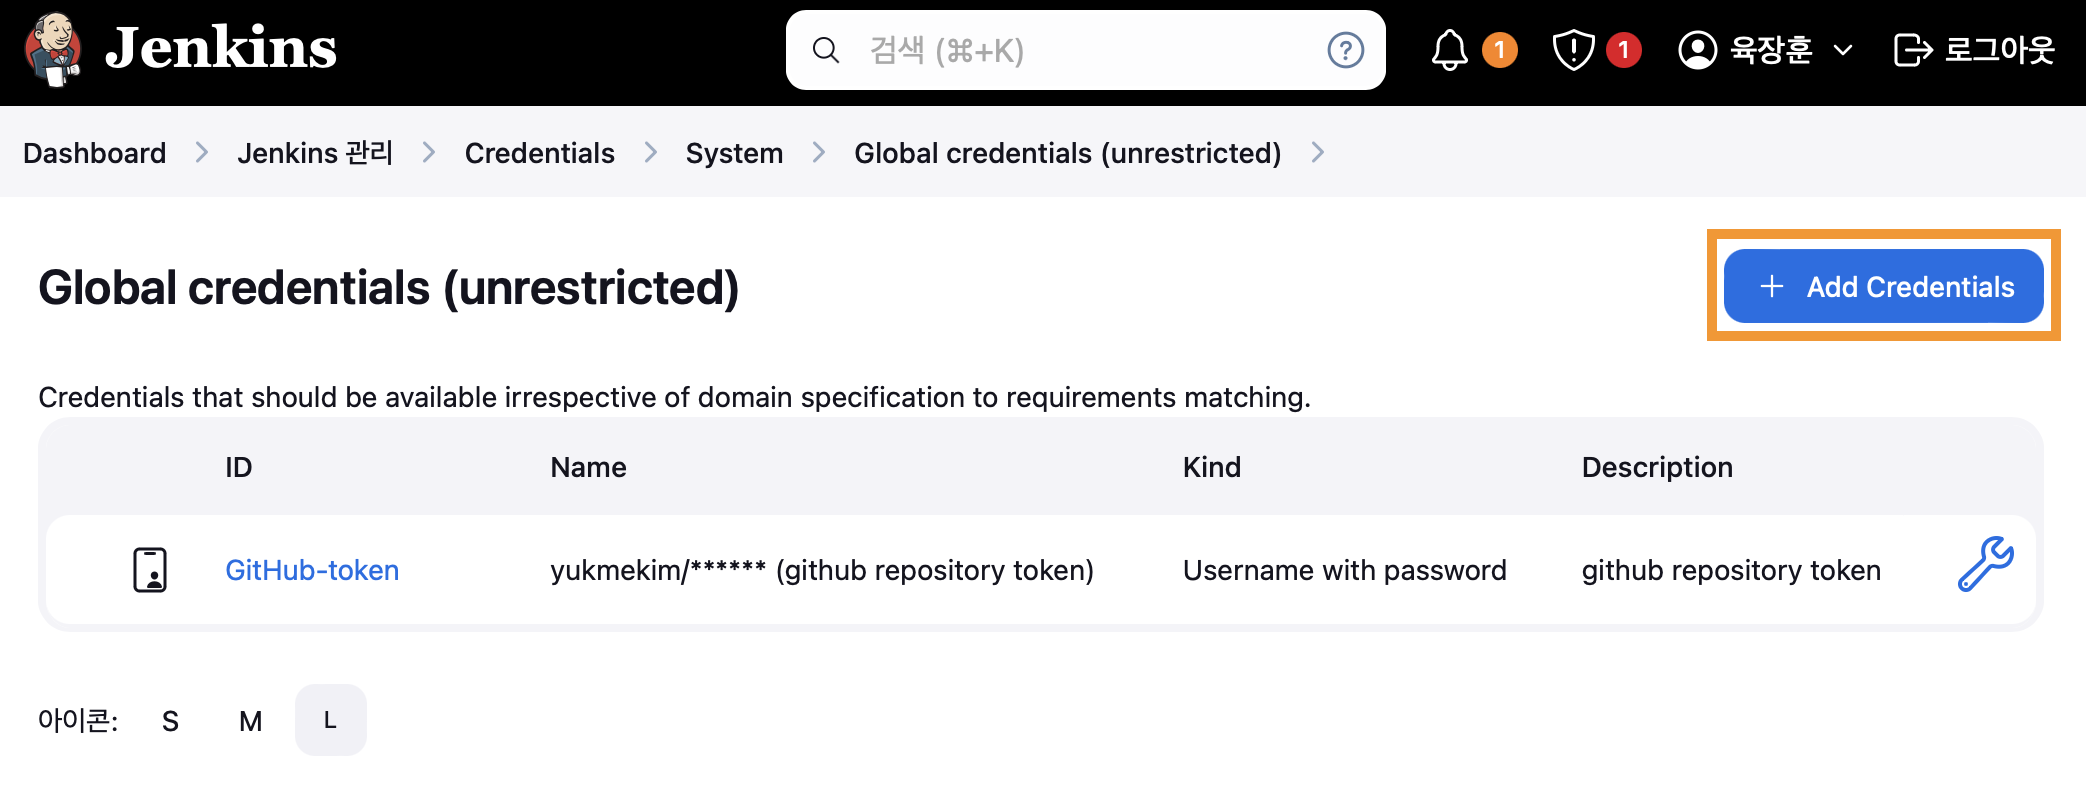 Jenkins 검색 (⌘+K) ? 1 1 육장훈 로그아웃
Dashboard Jenkins 관리 Credentials System Global credentials (unrestricted)
Global credentials (unrestricted) + Add Credentials
Credentials that should be available irrespective of domain specification to requirements matching.
ID Name Kind Description
GitHub-token yukmekim/****** (github repository token) Username with password github repository token
아이콘: S M L